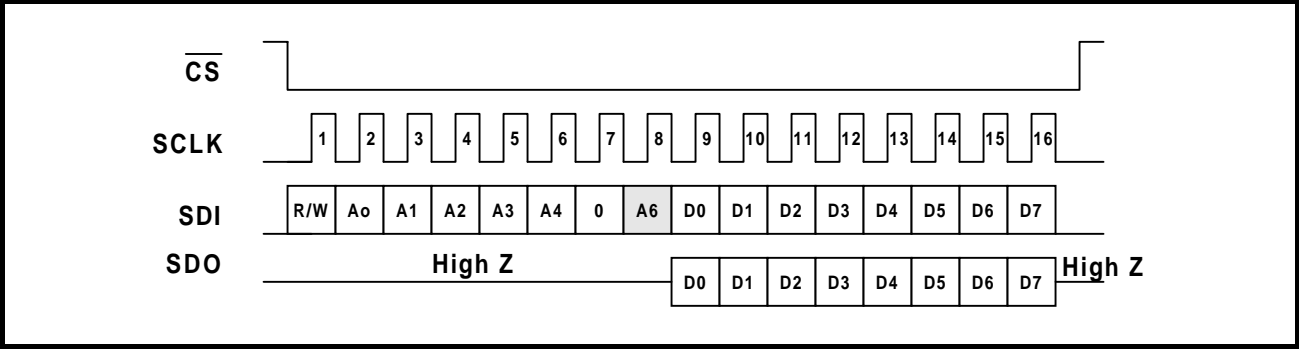 CS
SCLK 1 2 3 4 5 6 7 8 9 10 11 12 13 14 15 16
SDI R/W Ao A1 A2 A3 A4 0 A6 D0 D1 D2 D3 D4 D5 D6 D7
SDO High Z D0 D1 D2 D3 D4 D5 D6 D7 High Z